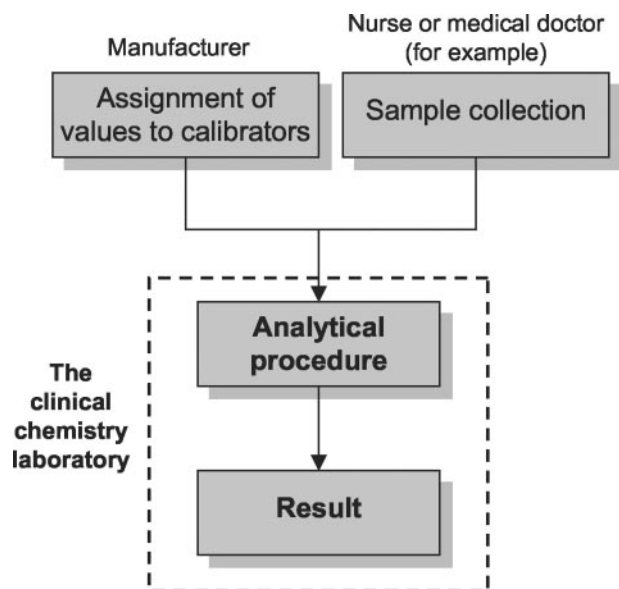 Manufacturer
Assignment of
values to calibrators
Nurse or medical doctor
(for example)
Sample collection
Analytical
procedure
The
clinical
chemistry
laboratory
Result